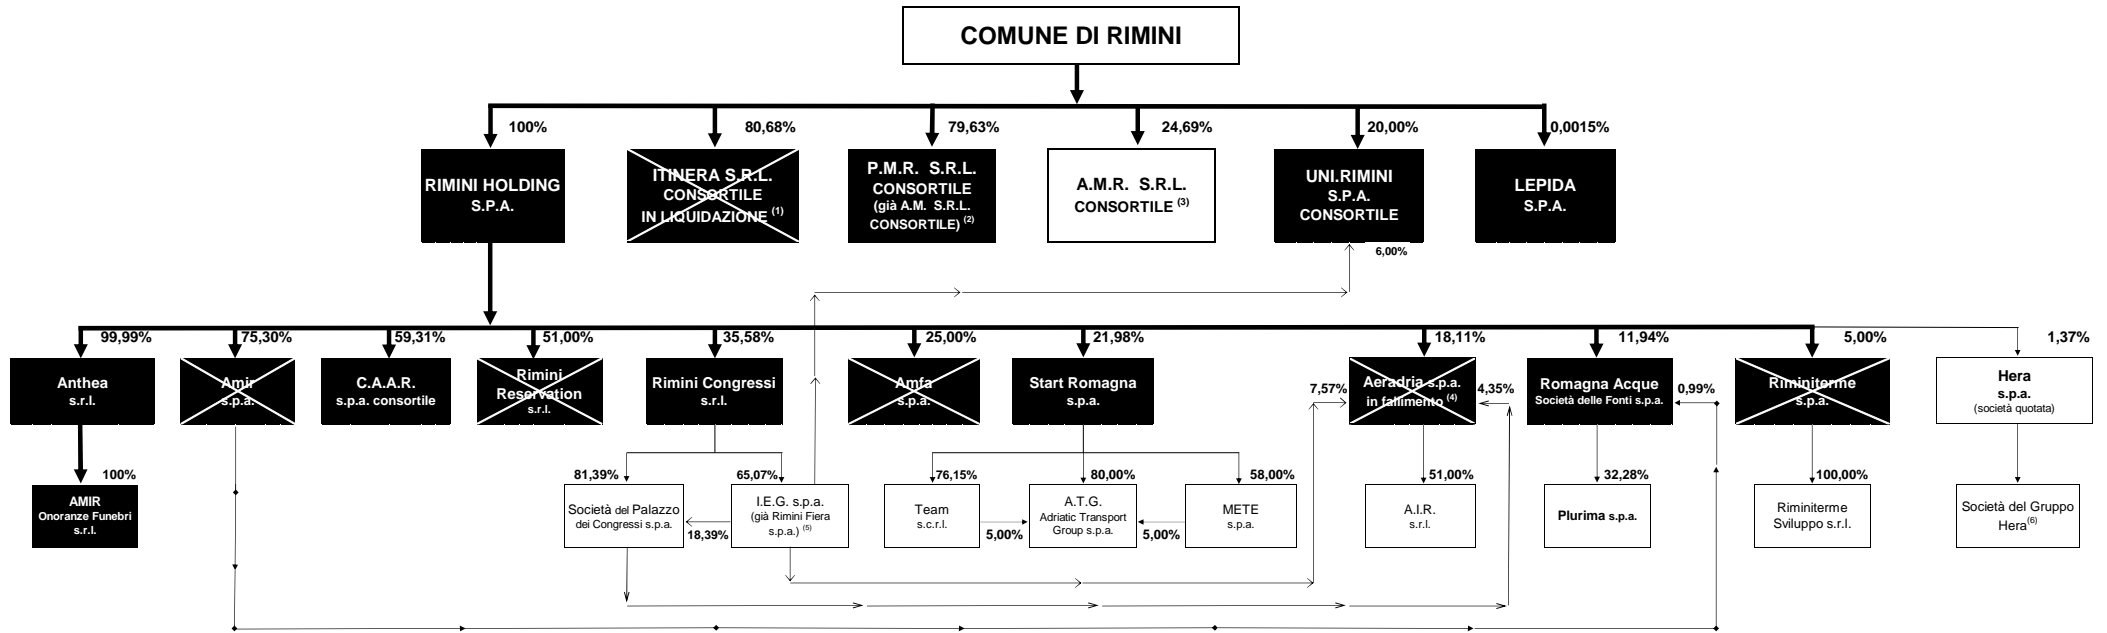 COMUNE DI RIMINI
100%
80,68%
79,63%
24,69%
20,00%
0,0015%
RIMINI HOLDING
S.P.A.
ITINERA S.R.L.
CONSORTILE
IN LIQUIDAZIONE (1)
P.M.R. S.R.L.
CONSORTILE
(già A.M. S.R.L.
CONSORTILE) (2)
A.M.R. S.R.L.
CONSORTILE (3)
UNI.RIMINI
S.P.A.
CONSORTILE
LEPIDA
S.P.A.
6,00%
99,99%
75,30%
59,31%
51,00%
35,58%
25,00%
21,98%
18,11%
11,94%
5,00%
1,37%
Anthea
s.r.l.
Amir
s.p.a.
C.A.A.R.
s.p.a. consortile
Rimini
Reservation
s.r.l.
Rimini Congressi
s.r.l.
Amfa
s.p.a.
Start Romagna
s.p.a.
7,57%
Aeradria s.p.a.
in fallimento (4)
4,35%
Romagna Acque
Società delle Fonti s.p.a.
0,99%
Riminiterme
s.p.a.
Hera
s.p.a.
(società quotata)
100%
81,39%
65,07%
76,15%
80,00%
58,00%
51,00%
32,28%
100,00%
AMIR
Onoranze Funebri
s.r.l.
Società del Palazzo
dei Congressi s.p.a.
18,39%
I.E.G. s.p.a.
(già Rimini Fiera
s.p.a.) (5)
Team
s.c.r.l.
5,00%
A.T.G.
Adriatic Transport
Group s.p.a.
5,00%
METE
s.p.a.
A.I.R.
s.r.l.
Plurima s.p.a.
Riminiterme
Sviluppo s.r.l.
Società del Gruppo
Hera(6)